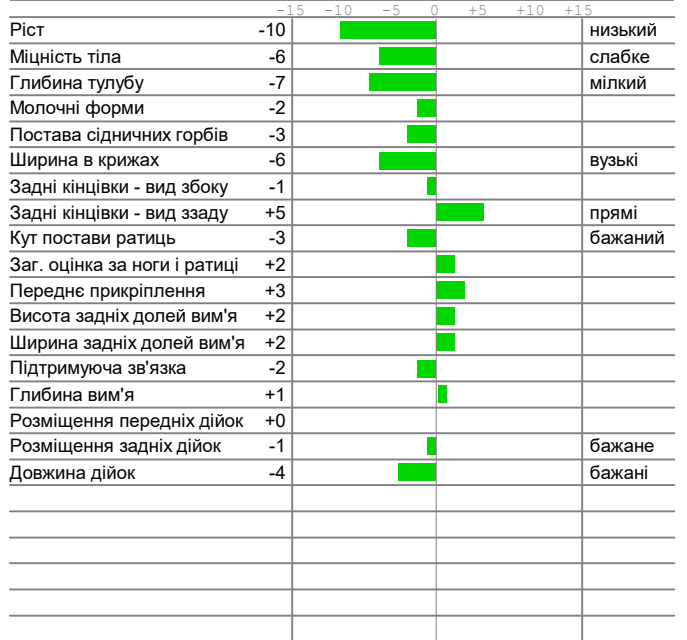 -15 -10 -5 0 +5 +10 +15
Ріст -10 низький
Міцність тіла -6 слабке
Глибина тулубу -7 мілкий
Молочні форми -2
Постава сідничних горбів -3
Ширина в крижах -6 вузькі
Задні кінцівки - вид збоку -1
Задні кінцівки - вид ззаду +5 прямі
Кут постави ратиць -3 бажаний
Заг. оцінка за ноги і ратиці +2
Переднє прикріплення +3
Висота задніх долей вим'я +2
Ширина задніх долей вим'я +2
Підтримуюча зв'язка -2
Глибина вим'я +1
Розміщення передніх дійок +0
Розміщення задніх дійок -1 бажане
Довжина дійок -4 бажані